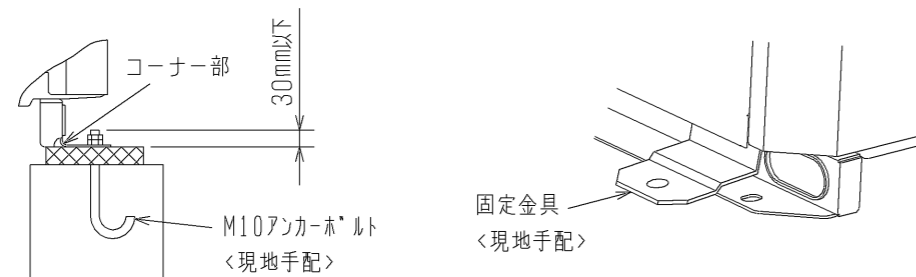 コーナー部
30mm以下
M10アンカーボルト
<現地手配>
固定金具
<現地手配>